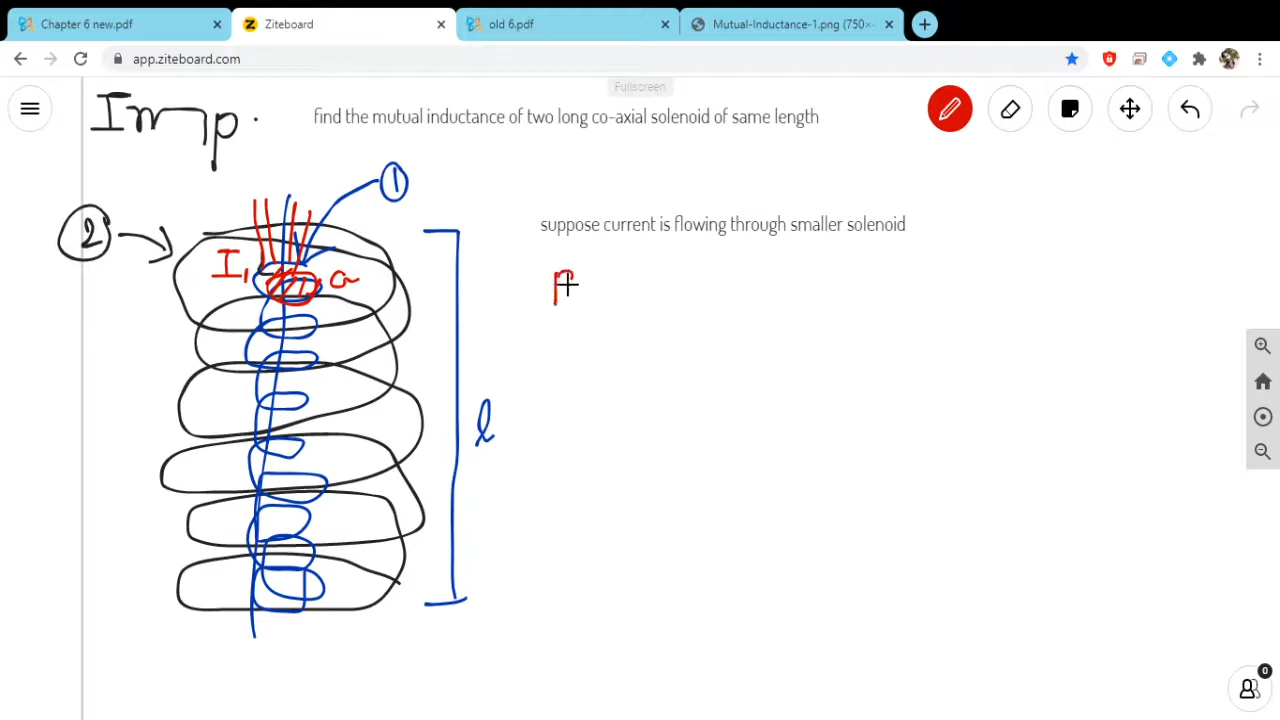 Chapter 6 new.pdf
Ziteboard
old 6.pdf
Mutual-Inductance-1.png (750×
app.ziteboard.com
Fullscreen
Imp.
find the mutual inductance of two long co-axial solenoid of same length
1
2
suppose current is flowing through smaller solenoid
I₁
a
l
0